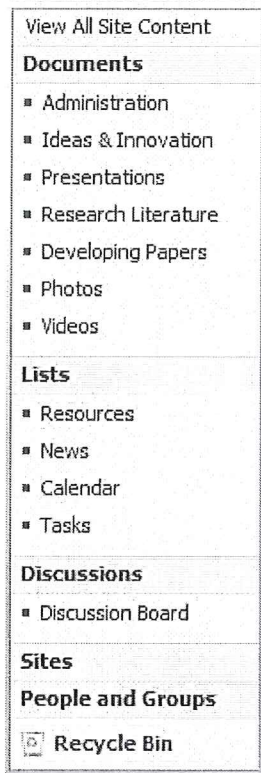 View All Site Content
Documents
Administration
Ideas & Innovation
Presentations
Research Literature
Developing Papers
Photos
Videos
Lists
Resources
News
Calendar
Tasks
Discussions
Discussion Board
Sites
People and Groups
Recycle Bin